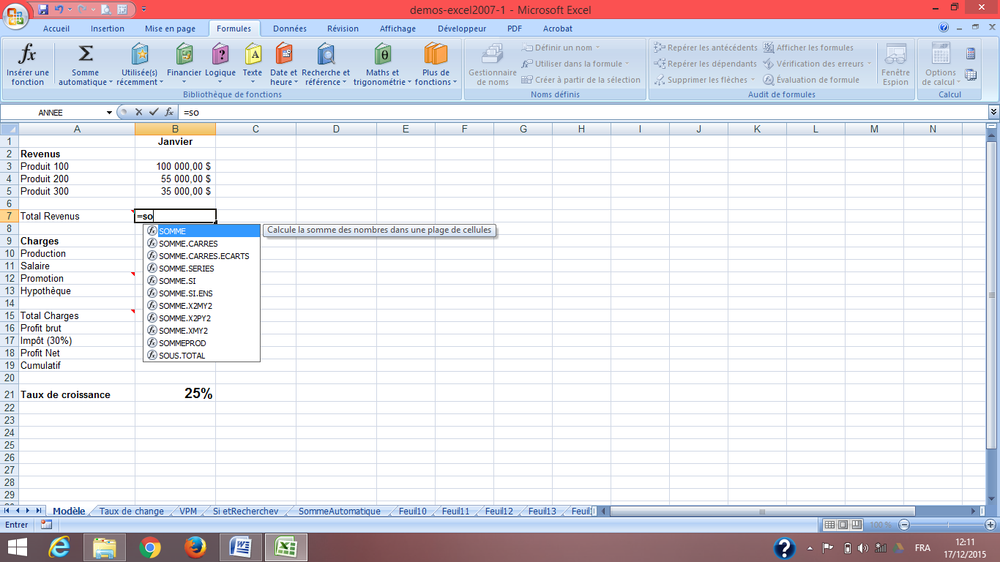 demos-excel2007-1 - Microsoft Excel
Accueil Insertion Mise en page Formules Données Révision Affichage Développeur PDF Acrobat
Insérer une fonction
Somme automatique
Utilisée(s) récemment
Financier
Logique
Texte
Date et heure
Recherche et référence
Maths et trigonométrie
Plus de fonctions
Bibliothèque de fonctions
Gestionnaire de noms
Définir un nom
Utiliser dans la formule
Créer à partir de la sélection
Noms définis
Repérer les antécédents
Repérer les dépendants
Supprimer les flèches
Afficher les formules
Vérification des erreurs
Évaluation de formule
Fenêtre Espion
Audit de formules
Options de calcul
Calcul
ANNEE fx =so
A B C D E F G H I J K L M N
1 Janvier
2 Revenus
3 Produit 100 100 000,00 $
4 Produit 200 55 000,00 $
5 Produit 300 35 000,00 $
6
7 Total Revenus =so
8
9 Charges
10 Production
11 Salaire
12 Promotion
13 Hypothèque
14
15 Total Charges
16 Profit brut
17 Impôt (30%)
18 Profit Net
19 Cumulatif
20
21 Taux de croissance 25%
22
23
24
25
26
27
28
29
SOMME
Calcule la somme des nombres dans une plage de cellules
SOMME.CARRES
SOMME.CARRES.ECARTS
SOMME.SERIES
SOMME.SI
SOMME.SI.ENS
SOMME.X2MY2
SOMME.X2PY2
SOMME.XMY2
SOMMEPROD
SOUS.TOTAL
Modèle Taux de change VPM Si etRecherchev SommeAutomatique Feuil10 Feuil11 Feuil12 Feuil13
Entrer 100 %
FRA
12:11
17/12/2015